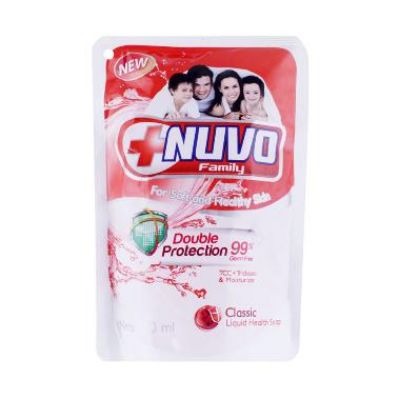 NEW
NUVO
Family
For Soft and Healthy Skin
Double
Protection 99%
Germ Free
TCC + Triclosan
& Moisturizer
Classic
Liquid Health Soap
ml